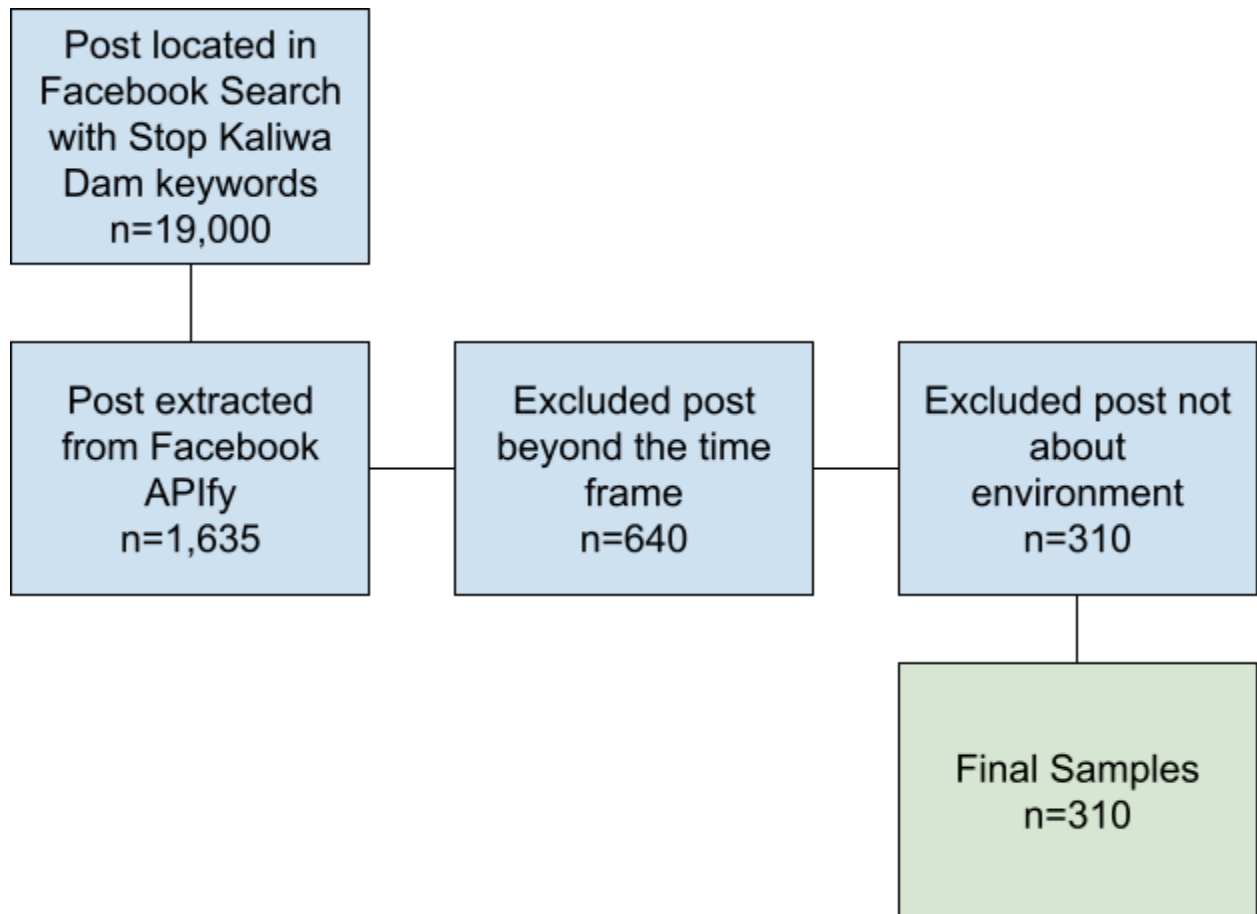 Post located in
Facebook Search
with Stop Kaliwa
Dam keywords
n=19,000
Post extracted
from Facebook
APIfy
n=1,635
Excluded post
beyond the time
frame
n=640
Excluded post not
about
environment
n=310
Final Samples
n=310